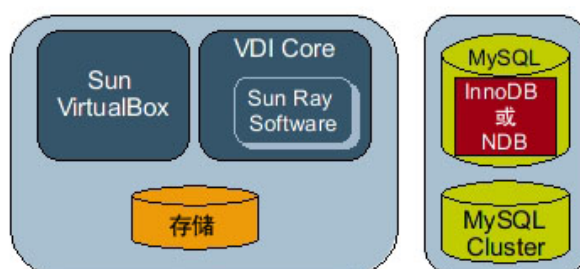 Sun
VirtualBox
VDI Core
Sun Ray
Software
存储
MySQL
InnoDB
或
NDB
MySQL
Cluster